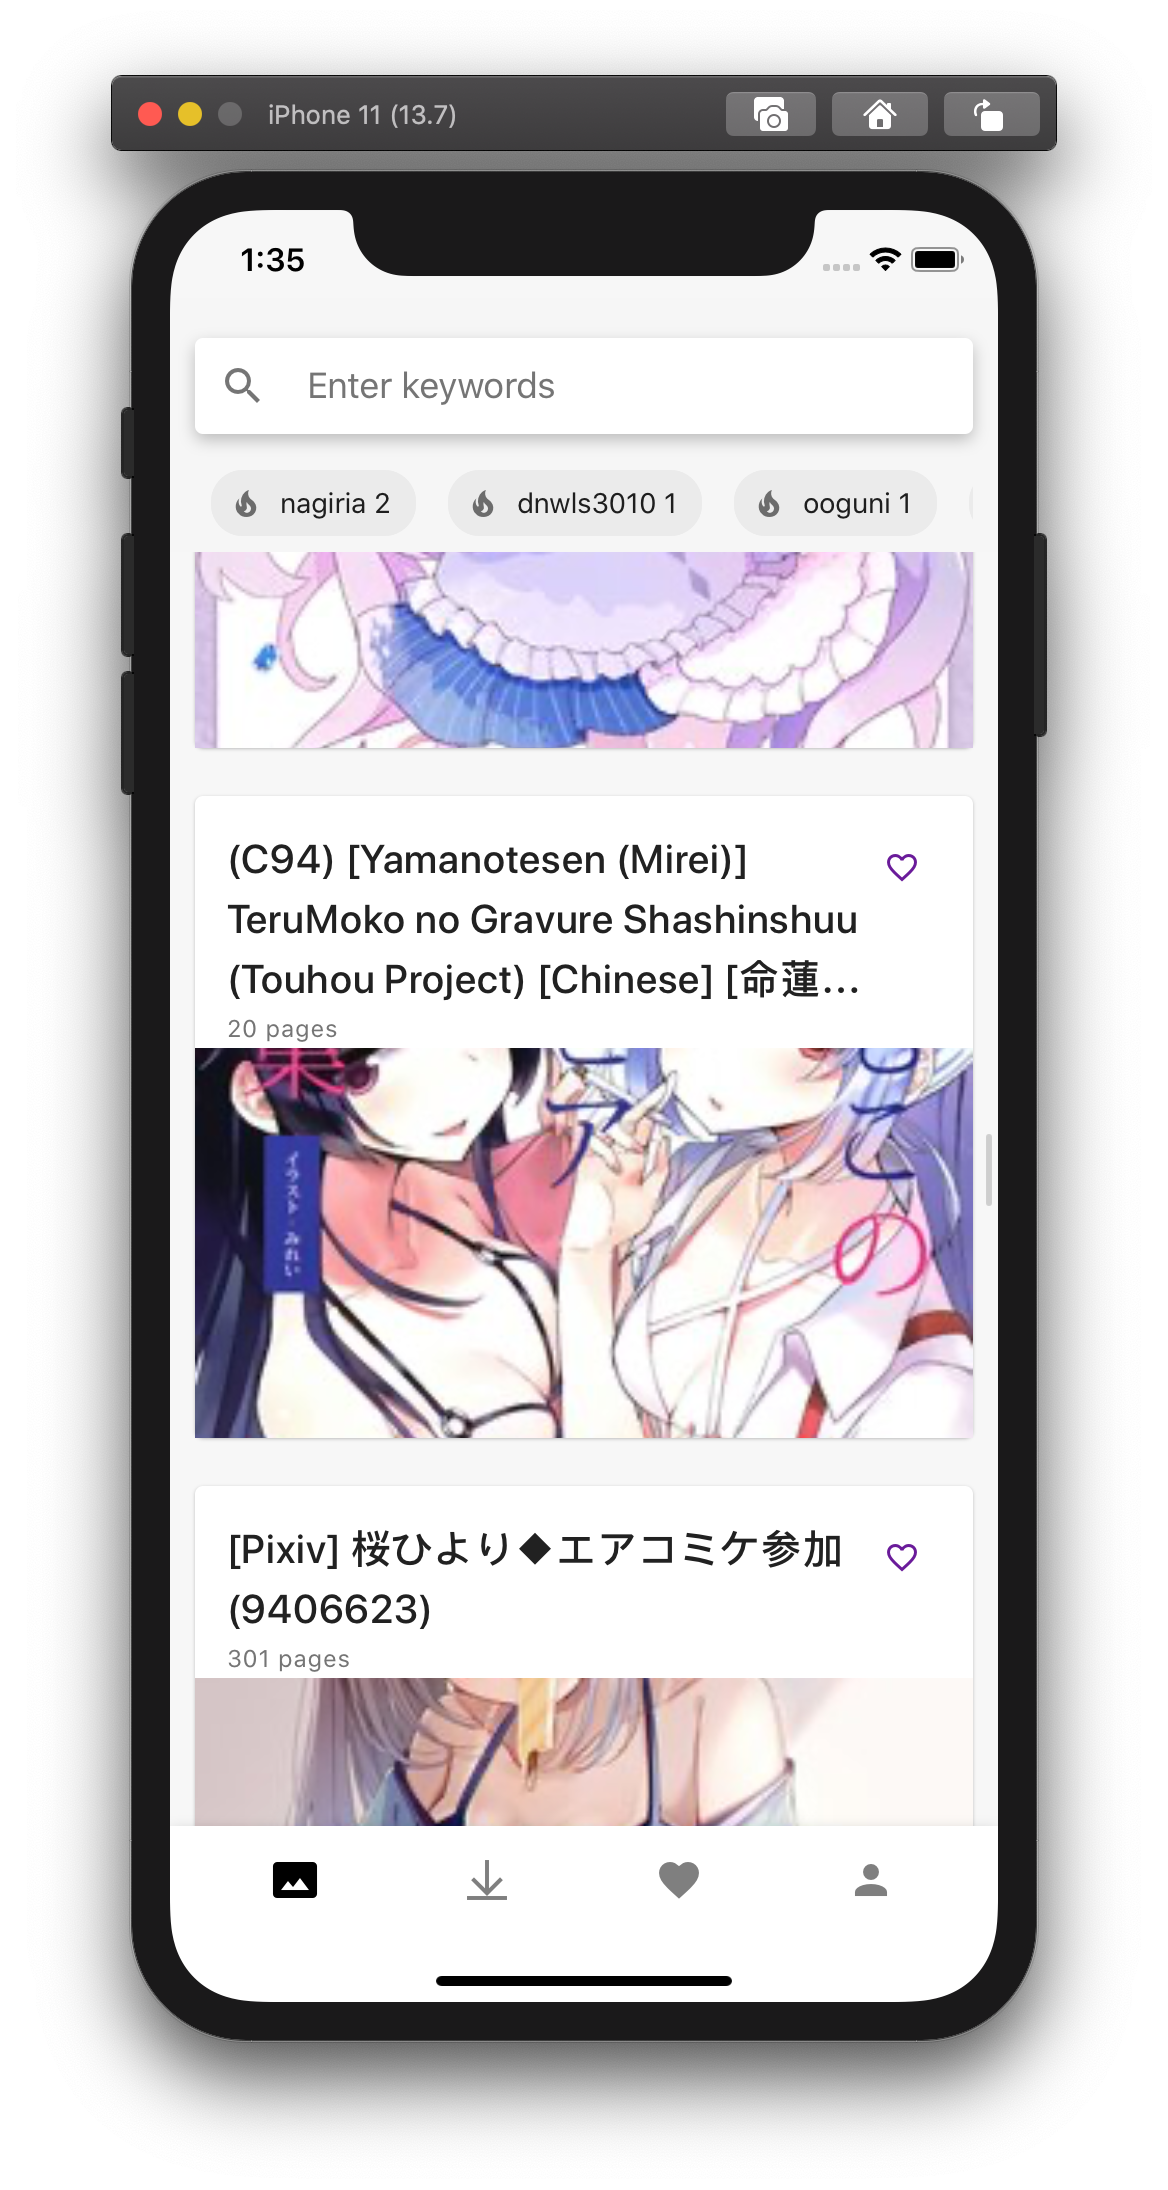 iPhone 11 (13.7)
1:35
Enter keywords
nagiria 2
dnwls3010 1
ooguni 1
(C94) [Yamanotesen (Mirei)]
TeruMoko no Gravure Shashinshuu
(Touhou Project) [Chinese] [命蓮...
20 pages
ア
の
イラスト・みれい
[Pixiv] 桜ひより◆エアコミケ参加
(9406623)
301 pages